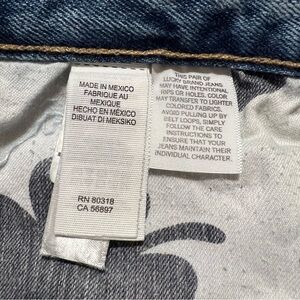 MADE IN MEXICO
FABRIQUE AU
MEXIQUE
HECHO EN MÉXICO
DIBUAT DI MEKSIKO
RN 80318
CA 56897
THIS PAIR OF
LUCKY BRAND JEANS
MAY HAVE INTENTIONAL
RIPS OR HOLES. COLOR
MAY TRANSFER TO LIGHTER
COLORED FABRICS.
AVOID PULLING UP BY
BELT LOOPS, SIMPLY
FOLLOW THE CARE
INSTRUCTIONS TO
ENSURE THAT YOUR
JEANS MAINTAIN THEIR
INDIVIDUAL CHARACTER.